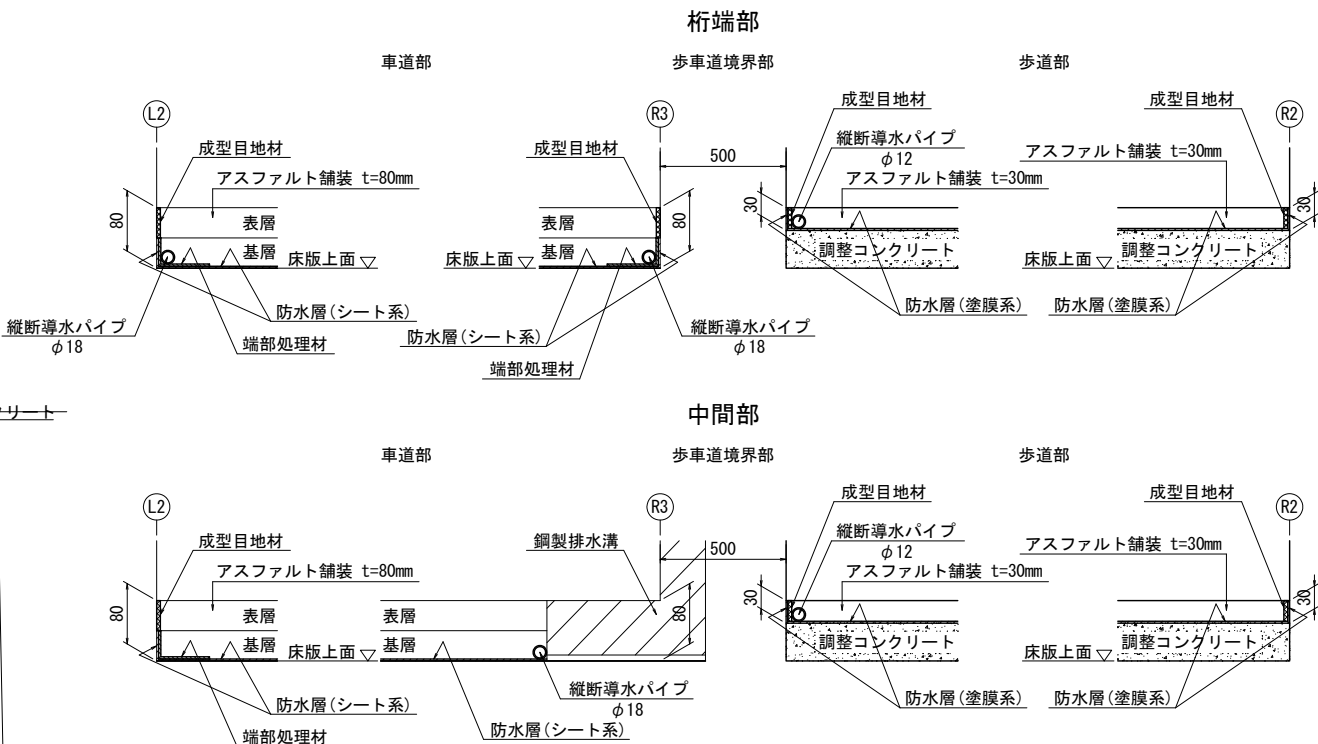 桁端部
車道部
歩車道境界部
歩道部
L2
R3
R2
成型目地材
成型目地材
成型目地材
成型目地材
縦断導水パイプ
φ12
500
アスファルト舗装 t=80mm
アスファルト舗装 t=30mm
アスファルト舗装 t=30mm
80
80
30
30
表層
表層
基層
基層
床版上面
床版上面
床版上面
調整コンクリート
調整コンクリート
防水層(シート系)
防水層(シート系)
防水層(塗膜系)
防水層(塗膜系)
縦断導水パイプ
φ18
縦断導水パイプ
φ18
端部処理材
端部処理材
リート
中間部
車道部
歩車道境界部
歩道部
L2
R3
R2
成型目地材
鋼製排水溝
成型目地材
成型目地材
縦断導水パイプ
φ12
500
アスファルト舗装 t=80mm
アスファルト舗装 t=30mm
アスファルト舗装 t=30mm
80
80
30
30
表層
表層
基層
基層
床版上面
床版上面
調整コンクリート
調整コンクリート
縦断導水パイプ
φ18
防水層(シート系)
防水層(シート系)
防水層(塗膜系)
防水層(塗膜系)
端部処理材